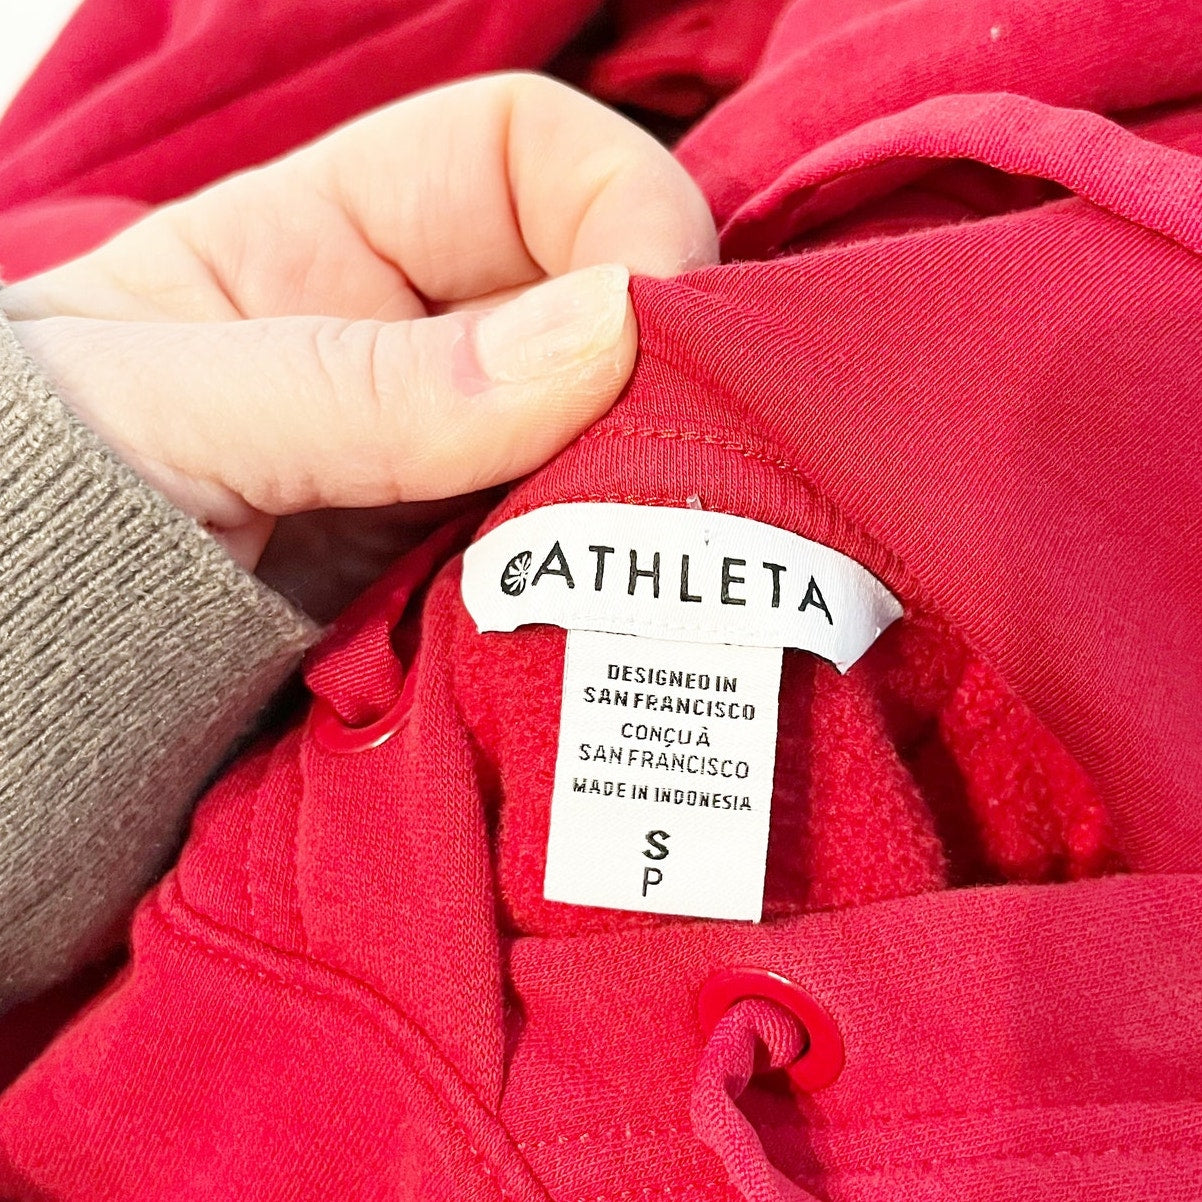 ATHLETA
DESIGNED IN
SAN FRANCISCO
CONÇU À
SAN FRANCISCO
MADE IN INDONESIA
S
P